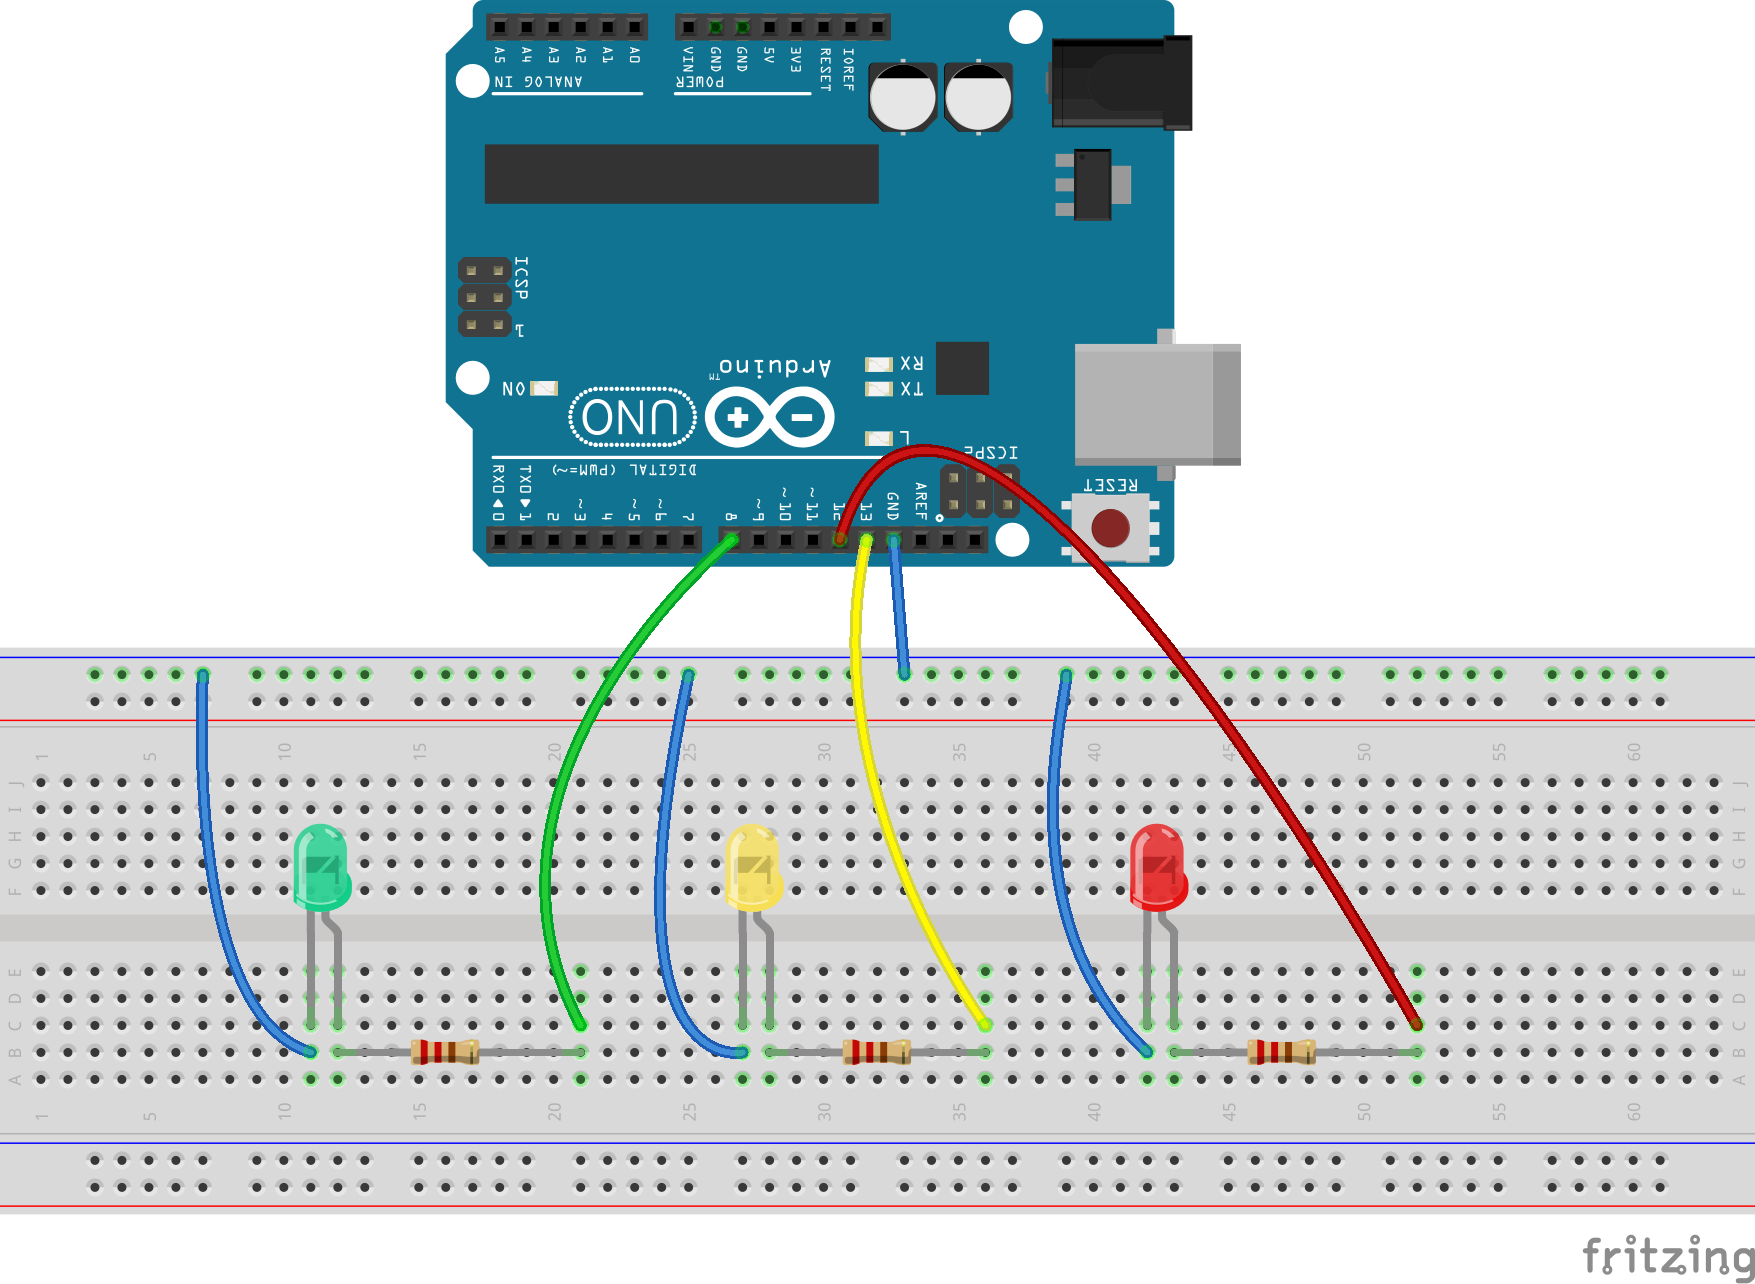 A5 A4 A3 A2 A1 A0
VIN GND GND 5V 3V3 RESET IOREF
ANALOG IN
POWER
ICSP
1
Arduino
TM
RX
ON
TX
UNO
L
ICSP2
DIGITAL (PWM=~)
RESET
RX0◄0 TX0►1 2 ~3 4 ~5 ~6 7 8 ~9 ~10 ~11 12 13 GND AREF
1 5 10 15 20 25 30 35 40 45 50 55 60
J J
I I
H H
G G
F F
E E
D D
C C
B B
A A
1 5 10 15 20 25 30 35 40 45 50 55 60
fritzing